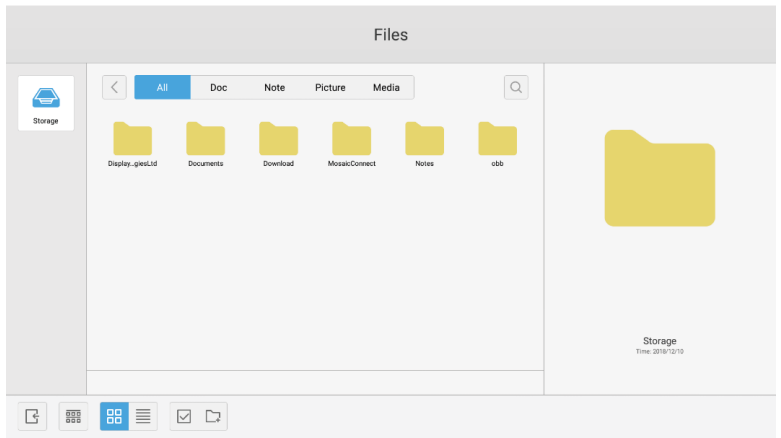 Files
Storage
All Doc Note Picture Media
Display...giesLtd Documents Download MosaicConnect Notes obb
Storage
Time: 2018/12/10